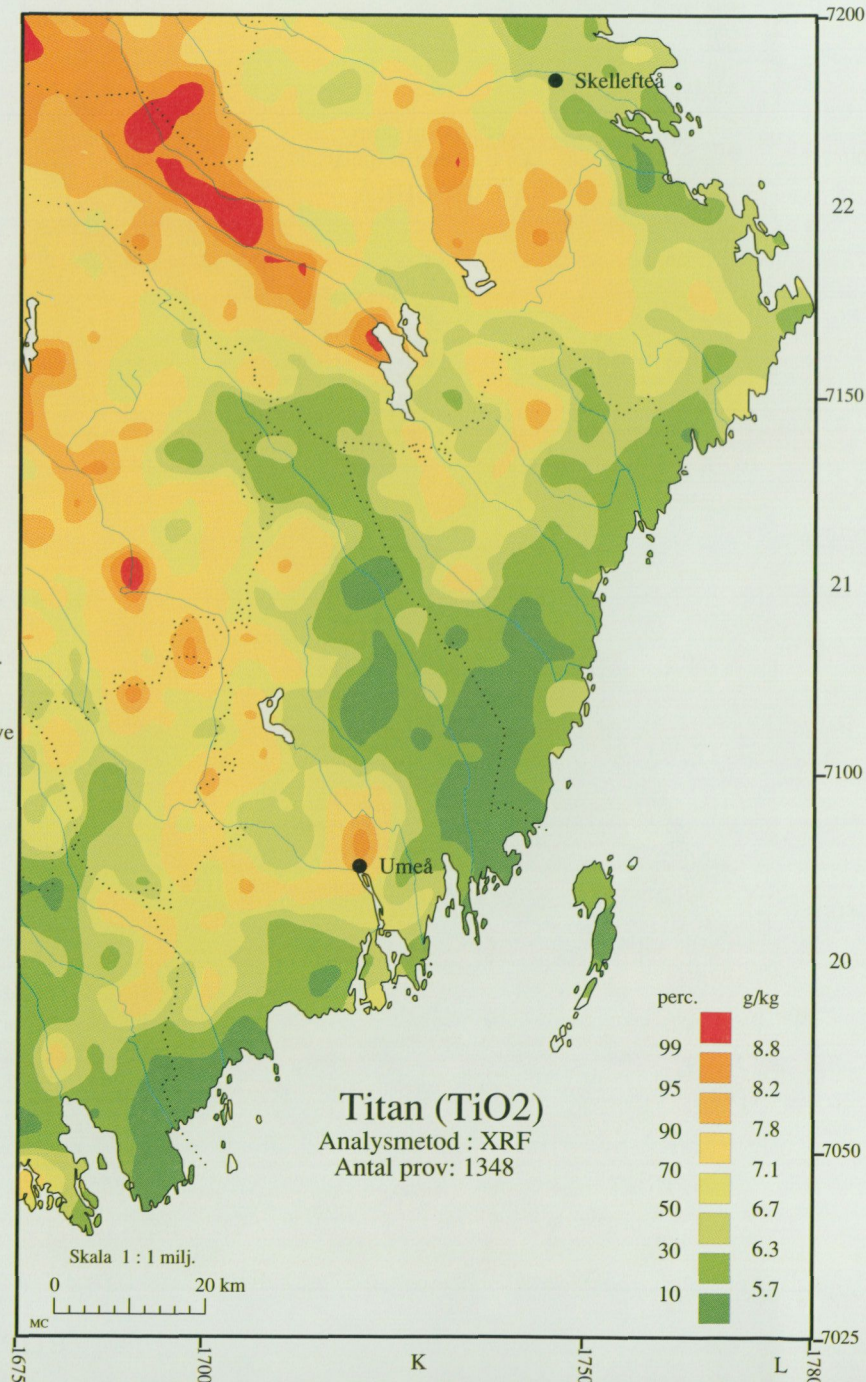 7200
Skellefteå
22
7150
21
ve
7100
Umeå
20
perc. g/kg
99 8.8
95 8.2
90 7.8
70 7.1
50 6.7
30 6.3
10 5.7
Titan (TiO2)
Analysmetod : XRF
Antal prov: 1348
7050
Skala 1 : 1 milj.
0 20 km
MC
7025
1700 K 1750 L